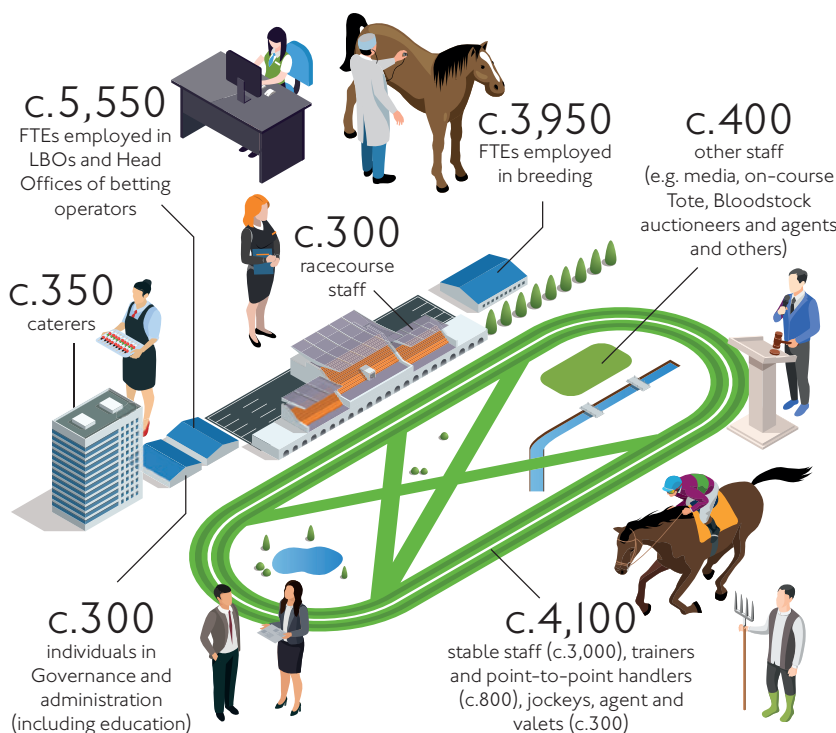 c.5,550
FTEs employed in
LBOs and Head
Offices of betting
operators
c.3,950
FTEs employed
in breeding
c.400
other staff
(e.g. media, on-course
Tote, Bloodstock
auctioneers and agents
and others)
c.300
racecourse
staff
c.350
caterers
c.300
individuals in
Governance and
administration
(including education)
c.4,100
stable staff (c.3,000), trainers
and point-to-point handlers
(c.800), jockeys, agent and
valets (c.300)